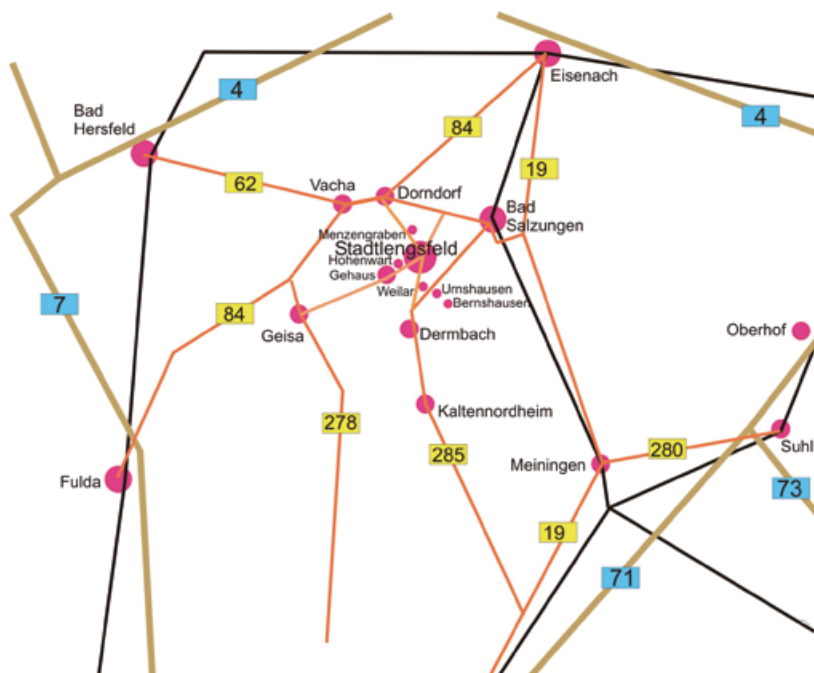 4
Eisenach
Bad
Hersfeld
4
84
19
62
Vacha
Dorndorf
Bad
Salzungen
Menzengraben
Stadtlengsfeld
Hohenwart
Gehaus
Weilar
Urnshausen
Bernshausen
7
84
Geisa
Dermbach
Oberhof
278
Kaltennordheim
285
Meiningen
280
Suhl
Fulda
73
19
71